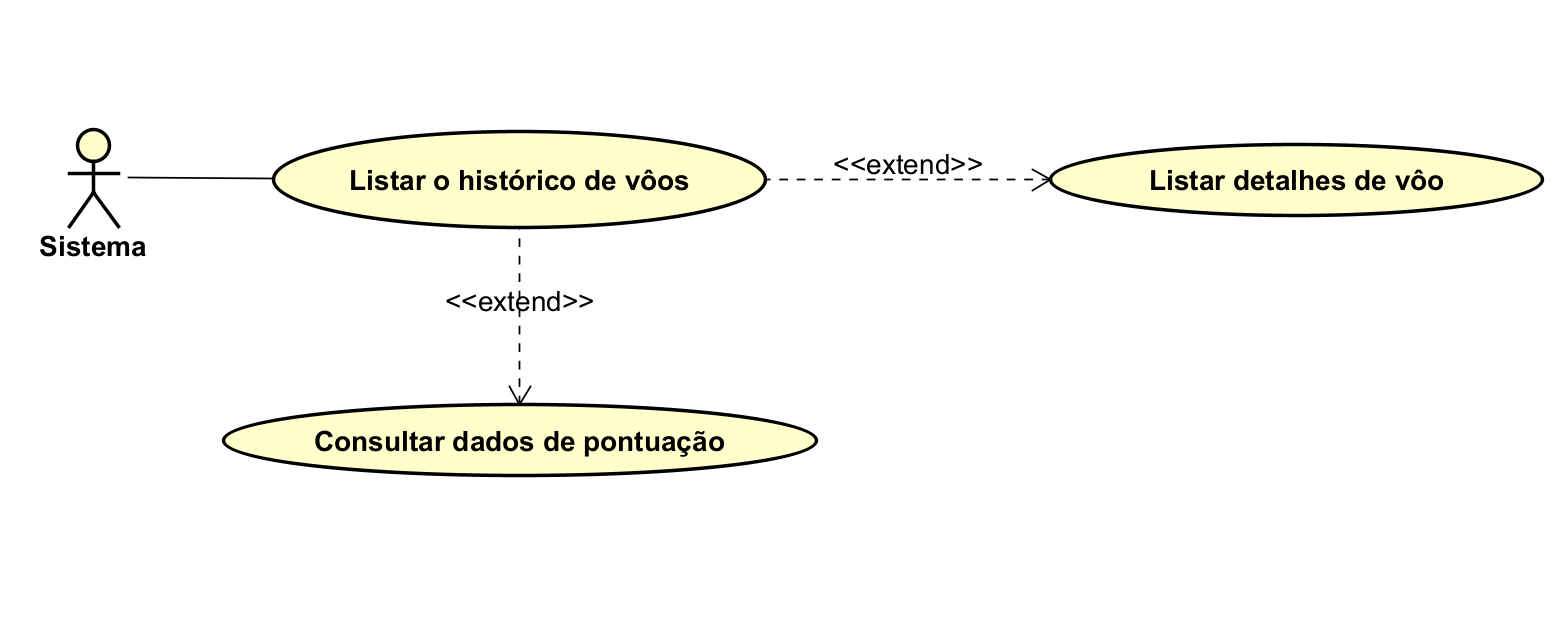 <<extend>>
Listar o histórico de vôos
Listar detalhes de vôo
Sistema
<<extend>>
Consultar dados de pontuação